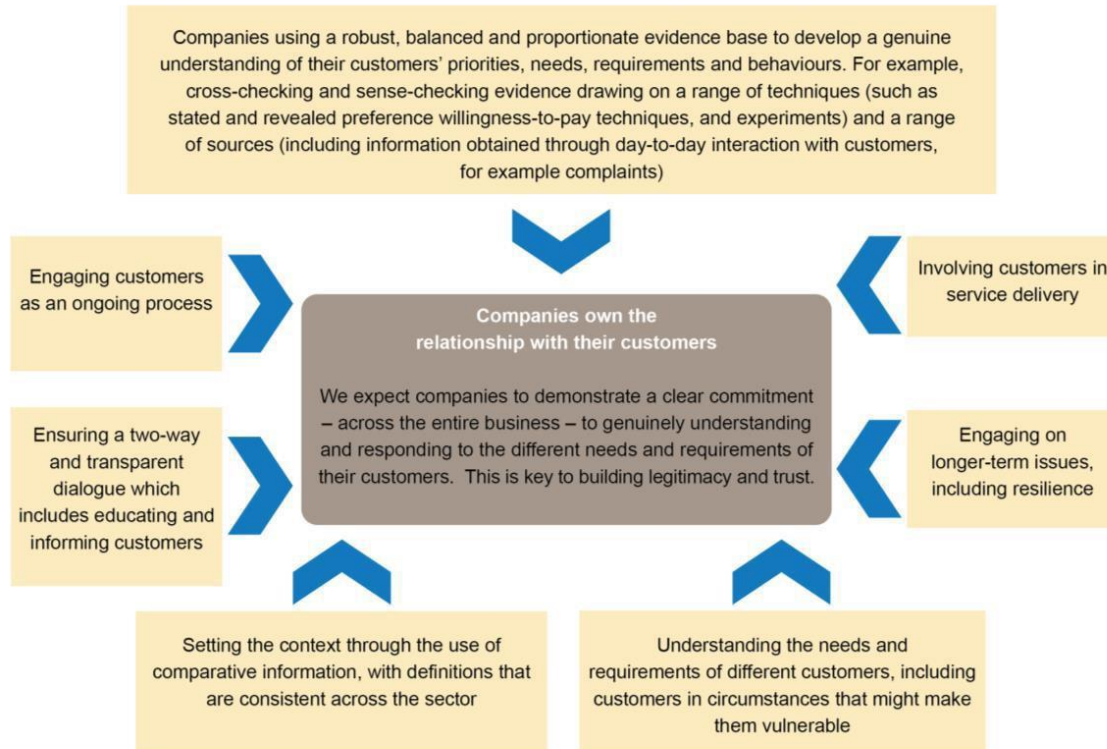 Companies using a robust, balanced and proportionate evidence base to develop a genuine
understanding of their customers’ priorities, needs, requirements and behaviours. For example,
cross-checking and sense-checking evidence drawing on a range of techniques (such as
stated and revealed preference willingness-to-pay techniques, and experiments) and a range
of sources (including information obtained through day-to-day interaction with customers,
for example complaints)
Engaging customers
as an ongoing process
Involving customers in
service delivery
Companies own the
relationship with their customers
We expect companies to demonstrate a clear commitment
– across the entire business – to genuinely understanding
and responding to the different needs and requirements of
their customers.  This is key to building legitimacy and trust.
Ensuring a two-way
and transparent
dialogue which
includes educating and
informing customers
Engaging on
longer-term issues,
including resilience
Setting the context through the use of
comparative information, with definitions that
are consistent across the sector
Understanding the needs and
requirements of different customers, including
customers in circumstances that might make
them vulnerable